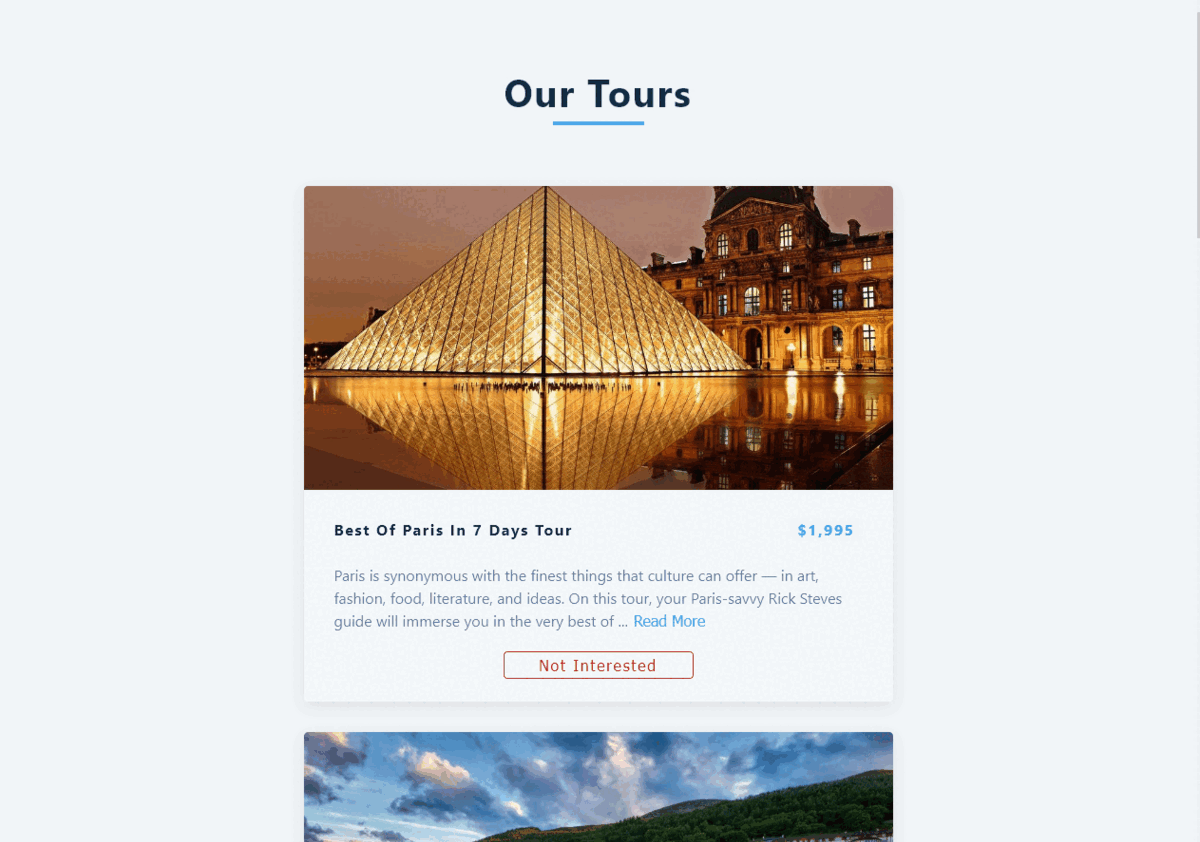 Our Tours
Best Of Paris In 7 Days Tour
$1,995
Paris is synonymous with the finest things that culture can offer — in art,
fashion, food, literature, and ideas. On this tour, your Paris-savvy Rick Steves
guide will immerse you in the very best of ... Read More
Not Interested